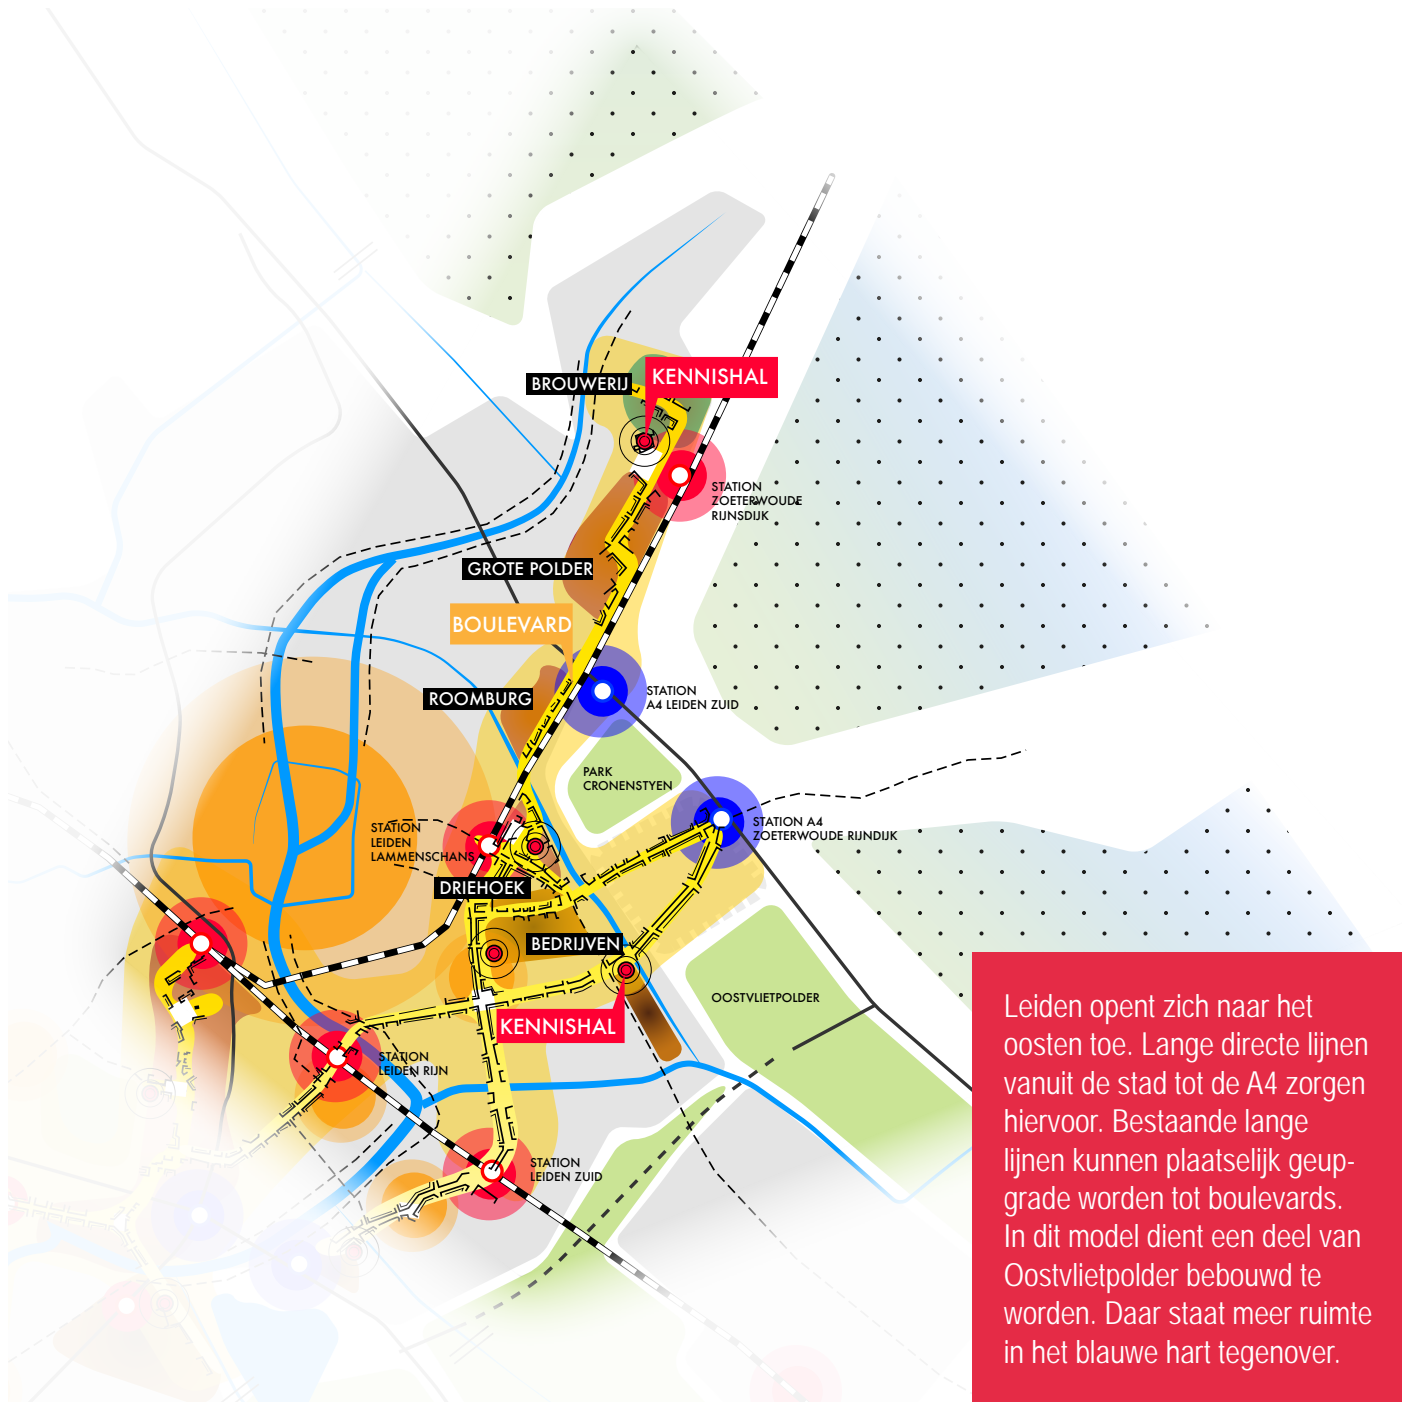 BROUWERIJ
KENNISHAL
STATION
ZOETERWOUDE
RIJNSDIJK
GROTE POLDER
BOULEVARD
ROOMBURG
STATION
A4 LEIDEN ZUID
PARK
CRONENSTYEN
STATION
LEIDEN
LAMMENSCHANS
STATION A4
ZOETERWOUDE RIJNDIJK
DRIEHOEK
BEDRIJVEN
OOSTVLIETPOLDER
KENNISHAL
STATION
LEIDEN RIJN
STATION
LEIDEN ZUID
Leiden opent zich naar het
oosten toe. Lange directe lijnen
vanuit de stad tot de A4 zorgen
hiervoor. Bestaande lange
lijnen kunnen plaatselijk geup-
grade worden tot boulevards.
In dit model dient een deel van
Oostvlietpolder bebouwd te
worden. Daar staat meer ruimte
in het blauwe hart tegenover.